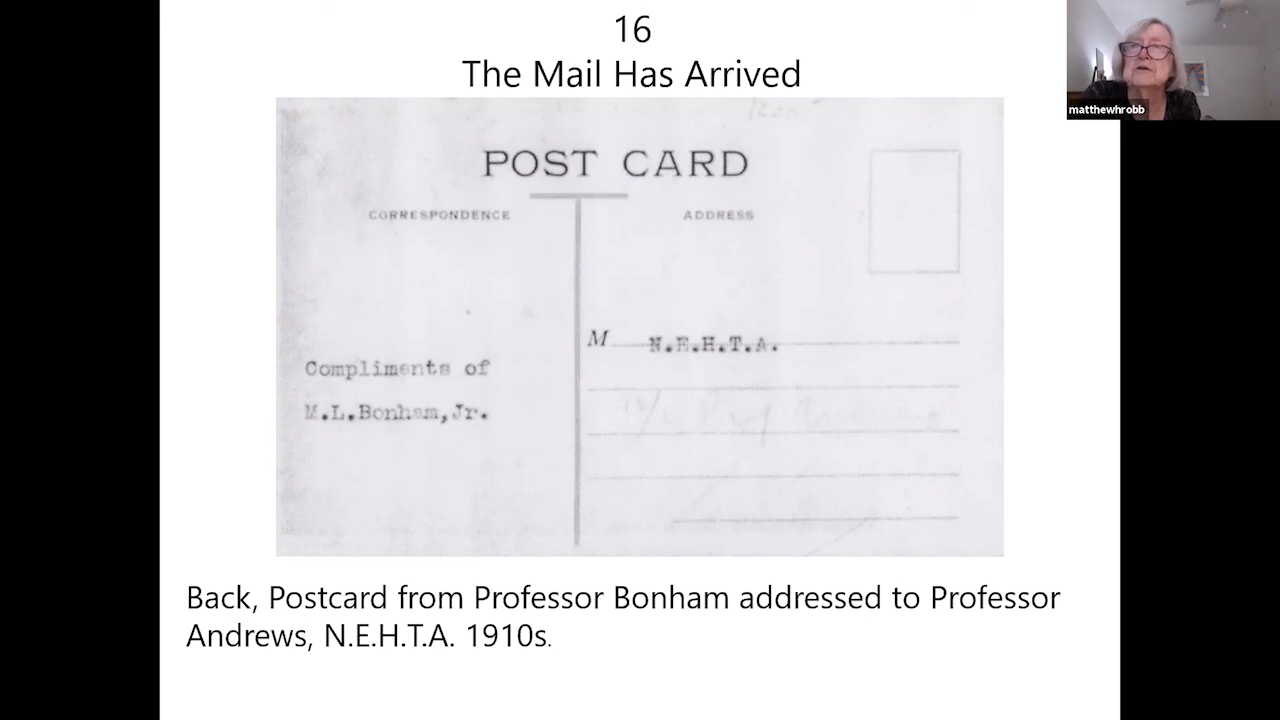 16
The Mail Has Arrived
matthewhrobb
POST CARD
CORRESPONDENCE
ADDRESS
M N.E.H.T.A.
Compliments of
M.L.Bonham,Jr.
Back, Postcard from Professor Bonham addressed to Professor
Andrews, N.E.H.T.A. 1910s.